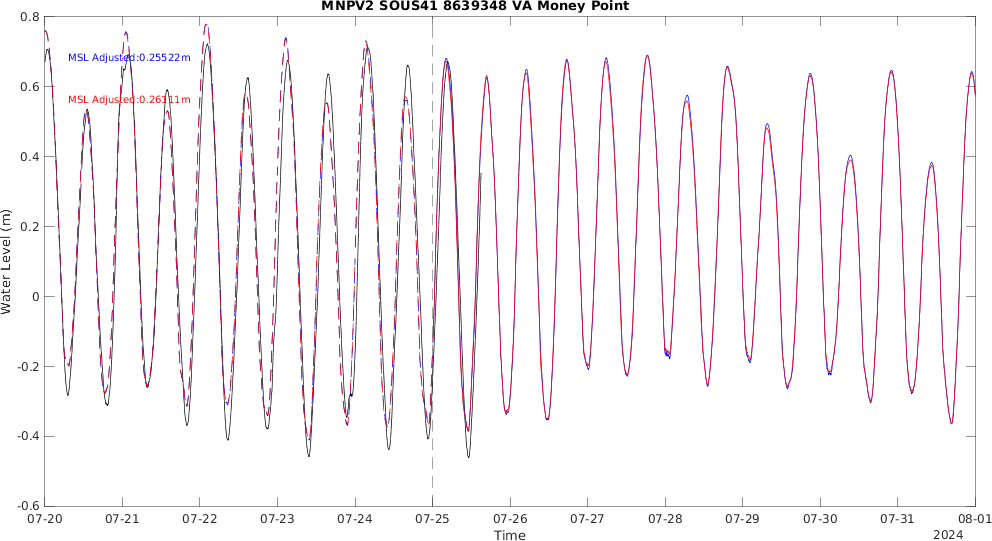 MNPV2 SOUS41 8639348 VA Money Point
0.8
MSL Adjusted:0.25522m
0.6
MSL Adjusted:0.26111m
0.4
0.2
Water Level (m)
0
-0.2
-0.4
-0.6
07-20 07-21 07-22 07-23 07-24 07-25 07-26 07-27 07-28 07-29 07-30 07-31 08-01
Time
2024